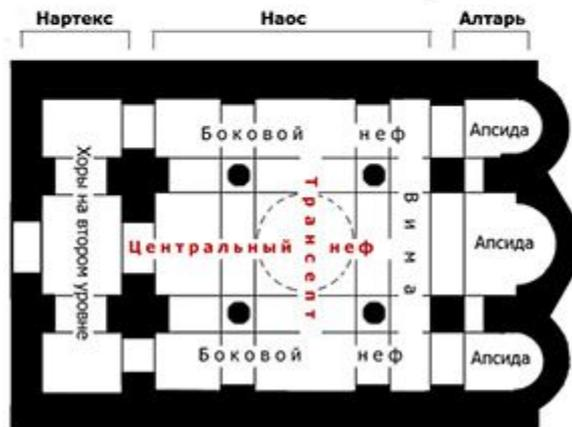 Нартекс Наос Алтарь
Боковой неф Апсида
Хоры на втором уровне
Трансепт
Вима
Центральный неф Апсида
Боковой неф Апсида